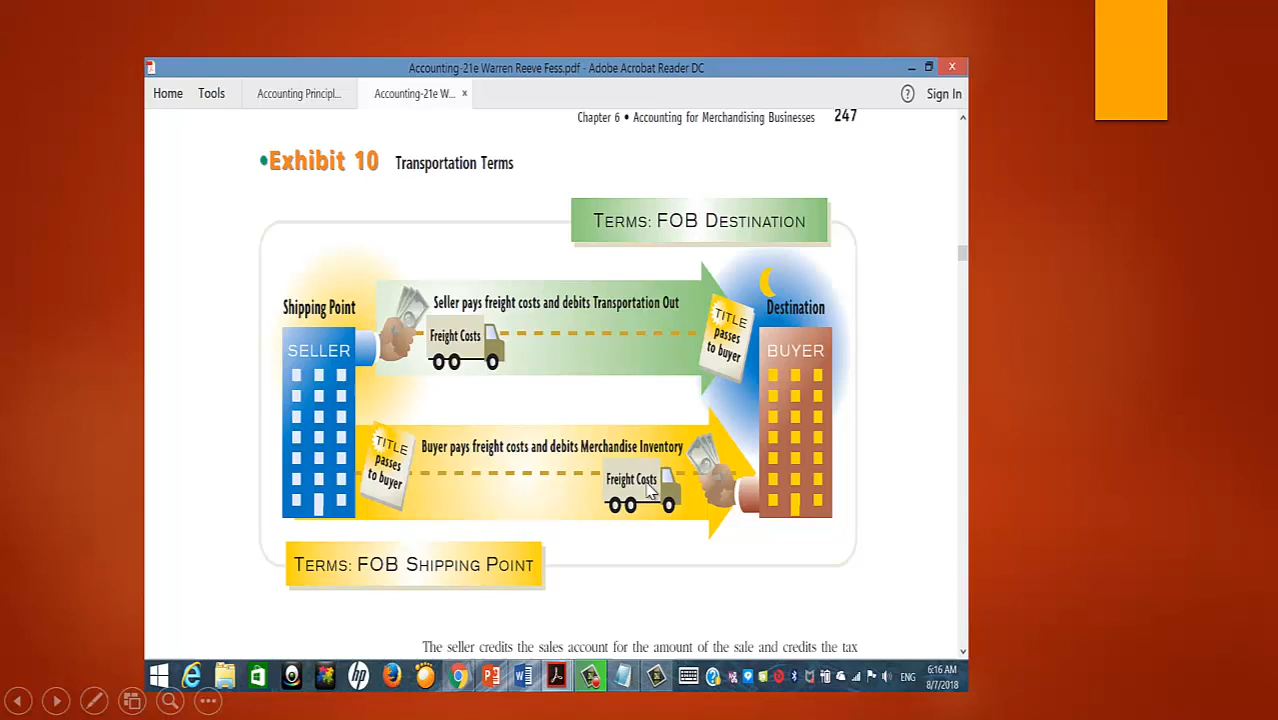 Accounting-21e Warren Reeve Fess.pdf - Adobe Acrobat Reader DC
Home Tools Accounting Principl... Accounting-21e W... × ? Sign In
Chapter 6 • Accounting for Merchandising Businesses 247
•Exhibit 10 Transportation Terms
TERMS: FOB DESTINATION
Shipping Point
Seller pays freight costs and debits Transportation Out
Destination
SELLER
Freight Costs
TITLE
passes
to buyer
BUYER
TITLE
passes
to buyer
Buyer pays freight costs and debits Merchandise Inventory
Freight Costs
TERMS: FOB SHIPPING POINT
The seller credits the sales account for the amount of the sale and credits the tax
ENG
6:16 AM
8/7/2018